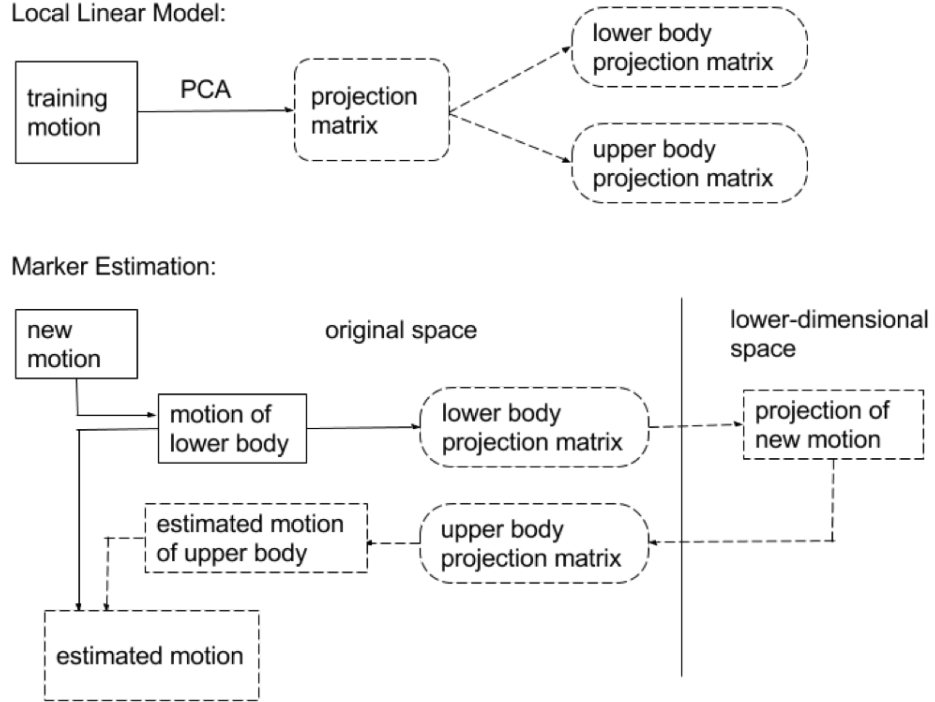 Local Linear Model:
training
motion
PCA
projection
matrix
lower body
projection matrix
upper body
projection matrix
Marker Estimation:
new
motion
original space
lower-dimensional
space
motion of
lower body
lower body
projection matrix
projection of
new motion
estimated motion
of upper body
upper body
projection matrix
estimated motion